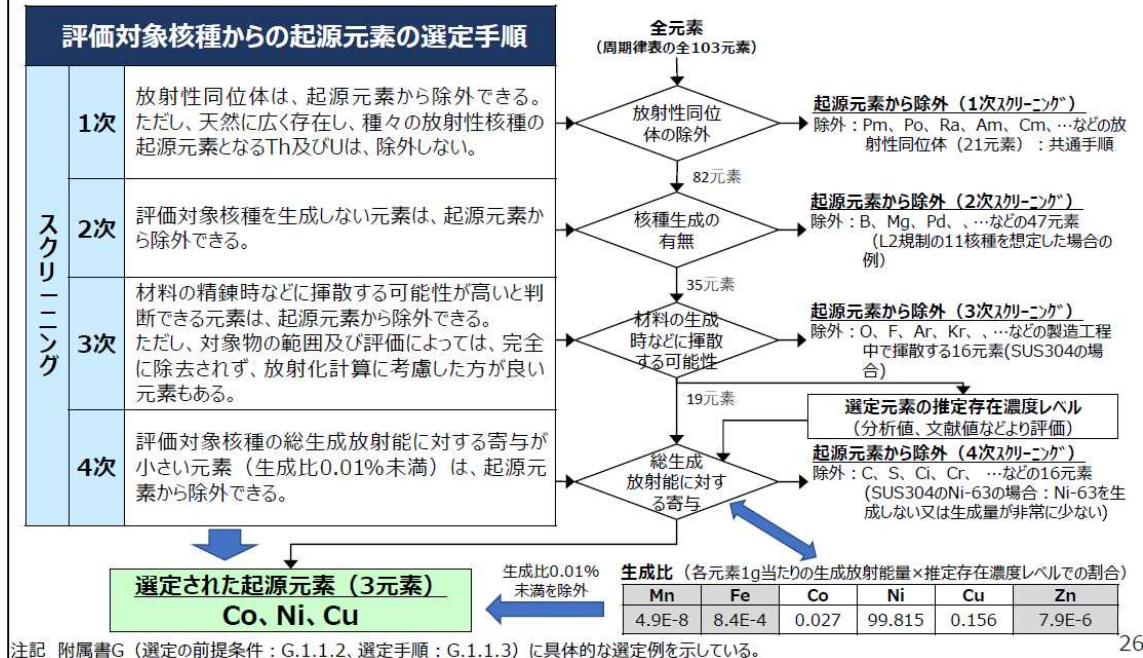 評価対象核種からの起源元素の選定手順
スクリーニング
1次
放射性同位体は、起源元素から除外できる。
ただし、天然に広く存在し、種々の放射性核種の
起源元素となるTh及びUは、除外しない。
2次
評価対象核種を生成しない元素は、起源元素か
ら除外できる。
3次
材料の精錬時などに揮散する可能性が高いと判
断できる元素は、起源元素から除外できる。
ただし、対象物の範囲及び評価によっては、完全
に除去されず、放射化計算に考慮した方が良い
元素もある。
4次
評価対象核種の総生成放射能に対する寄与が
小さい元素（生成比0.01%未満）は、起源元
素から除外できる。
全元素
（周期律表の全103元素）
放射性同位
体の除外
起源元素から除外（1次スクリーニング）
除外：Pm、Po、Ra、Am、Cm、…などの放
射性同位体（21元素）：共通手順
82元素
核種生成の
有無
起源元素から除外（2次スクリーニング）
除外：B、Mg、Pd、、…などの47元素
（L2規制の11核種を想定した場合の
例）
35元素
材料の生成
時などに揮散
する可能性
起源元素から除外（3次スクリーニング）
除外：O、F、Ar、Kr、、…などの製造工程
中で揮散する16元素(SUS304の場
合）
19元素
選定元素の推定存在濃度レベル
（分析値、文献値などより評価）
総生成
放射能に対す
る寄与
起源元素から除外（4次スクリーニング）
除外：C、S、Ci、Cr、 …などの16元素
(SUS304のNi-63の場合：Ni-63を生
成しない又は生成量が非常に少ない)
選定された起源元素（3元素）
Co、Ni、Cu
生成比0.01%
未満を除外
生成比（各元素1g当たりの生成放射能量×推定存在濃度レベルでの割合）
Mn Fe Co Ni Cu Zn
4.9E-8 8.4E-4 0.027 99.815 0.156 7.9E-6
注記 附属書G（選定の前提条件：G.1.1.2、選定手順：G.1.1.3）に具体的な選定例を示している。
26